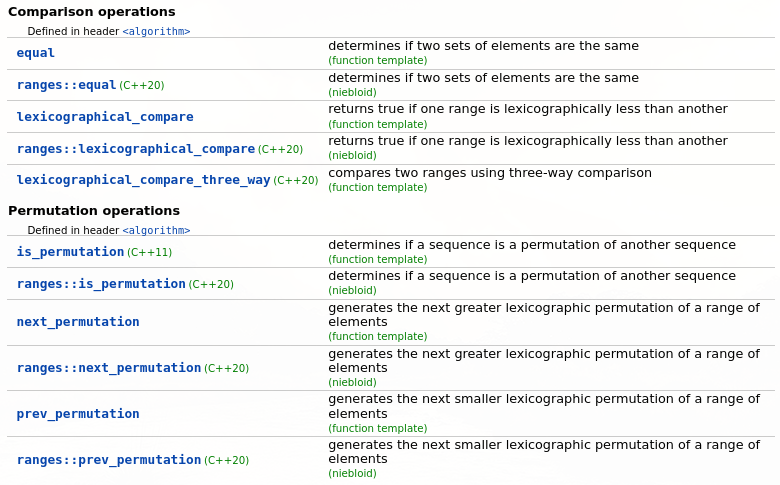 Comparison operations
Defined in header <algorithm>
equal
determines if two sets of elements are the same
(function template)
ranges::equal (C++20)
determines if two sets of elements are the same
(niebloid)
lexicographical_compare
returns true if one range is lexicographically less than another
(function template)
ranges::lexicographical_compare (C++20)
returns true if one range is lexicographically less than another
(niebloid)
lexicographical_compare_three_way (C++20)
compares two ranges using three-way comparison
(function template)
Permutation operations
Defined in header <algorithm>
is_permutation (C++11)
determines if a sequence is a permutation of another sequence
(function template)
ranges::is_permutation (C++20)
determines if a sequence is a permutation of another sequence
(niebloid)
next_permutation
generates the next greater lexicographic permutation of a range of
elements
(function template)
ranges::next_permutation (C++20)
generates the next greater lexicographic permutation of a range of
elements
(niebloid)
prev_permutation
generates the next smaller lexicographic permutation of a range of
elements
(function template)
ranges::prev_permutation (C++20)
generates the next smaller lexicographic permutation of a range of
elements
(niebloid)